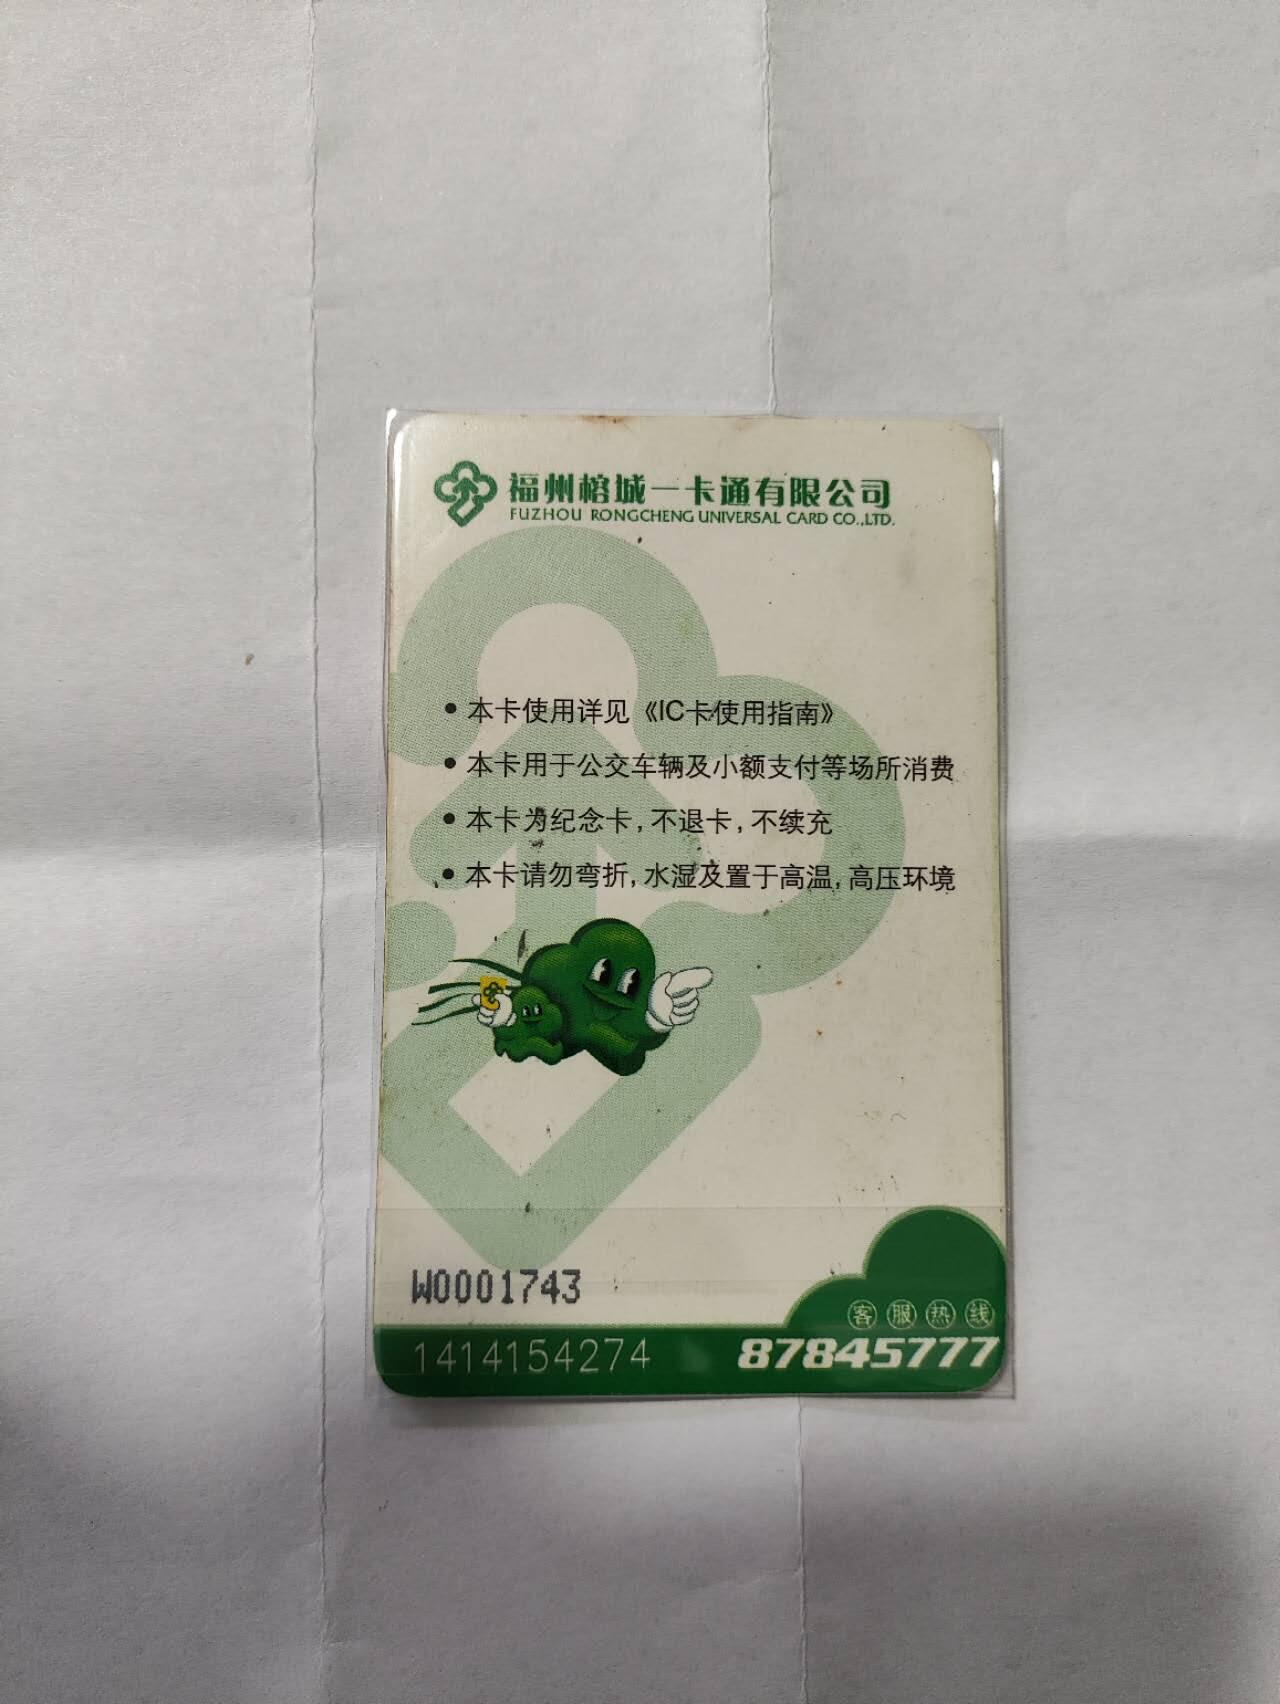 福州榕城一卡通有限公司
FUZHOU RONGCHENG UNIVERSAL CARD CO.,LTD.
• 本卡使用详见《IC卡使用指南》
• 本卡用于公交车辆及小额支付等场所消费
• 本卡为纪念卡,不退卡,不续充
• 本卡请勿弯折,水湿及置于高温,高压环境
W0001743
客服热线
1414154274
87845777